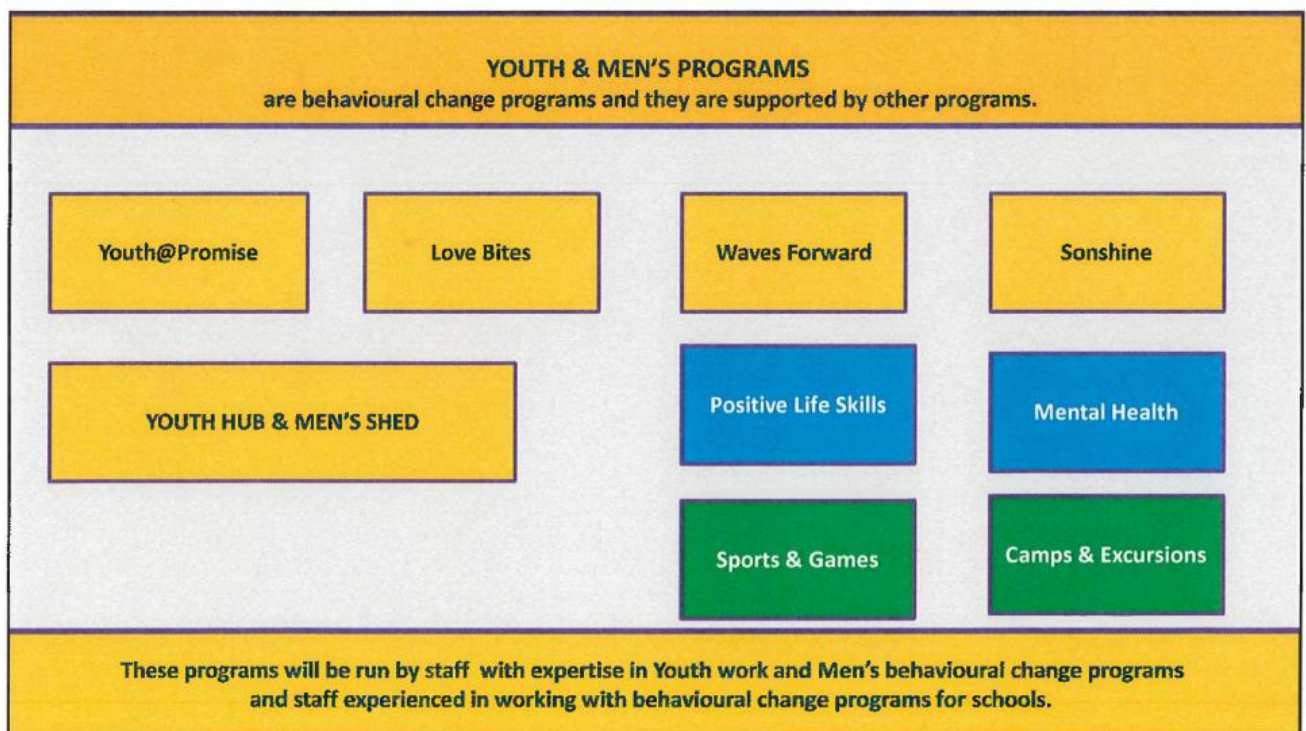 YOUTH & MEN'S PROGRAMS
are behavioural change programs and they are supported by other programs.
Youth@Promise
Love Bites
Waves Forward
Sonshine
YOUTH HUB & MEN'S SHED
Positive Life Skills
Mental Health
Sports & Games
Camps & Excursions
These programs will be run by staff with expertise in Youth work and Men's behavioural change programs
and staff experienced in working with behavioural change programs for schools.